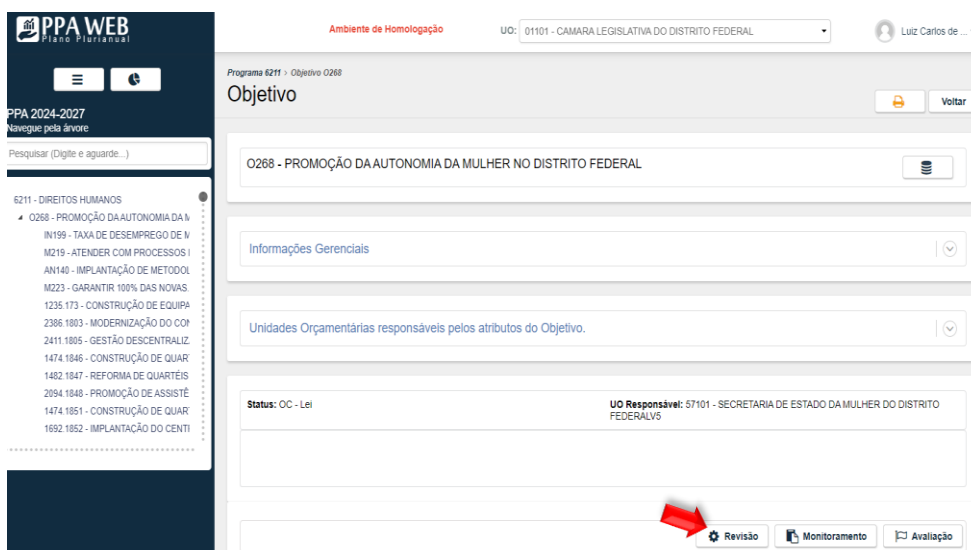 PPA WEB
Plano Plurianual
Ambiente de Homologação
UO: 01101 - CAMARA LEGISLATIVA DO DISTRITO FEDERAL
Luiz Carlos de ...
PPA 2024-2027
Navegue pela árvore
Pesquisar (Digite e aguarde...)
6211 - DIREITOS HUMANOS
O268 - PROMOÇÃO DA AUTONOMIA DA M
IN199 - TAXA DE DESEMPREGO DE M
M219 - ATENDER COM PROCESSOS
AN140 - IMPLANTAÇÃO DE METODOL
M223 - GARANTIR 100% DAS NOVAS.
1235.173 - CONSTRUÇÃO DE EQUIPA
2386.1803 - MODERNIZAÇÃO DO CON
2411.1805 - GESTÃO DESCENTRALIZ.
1474.1846 - CONSTRUÇÃO DE QUAR
1482.1847 - REFORMA DE QUARTÉIS
2094.1848 - PROMOÇÃO DE ASSISTÊ
1474.1851 - CONSTRUÇÃO DE QUAR
1692.1852 - IMPLANTAÇÃO DO CENTI
Programa 6211 › Objetivo O268
Objetivo
Voltar
O268 - PROMOÇÃO DA AUTONOMIA DA MULHER NO DISTRITO FEDERAL
Informações Gerenciais
Unidades Orçamentárias responsáveis pelos atributos do Objetivo.
Status: OC - Lei
UO Responsável: 57101 - SECRETARIA DE ESTADO DA MULHER DO DISTRITO
FEDERALV5
Revisão
Monitoramento
Avaliação